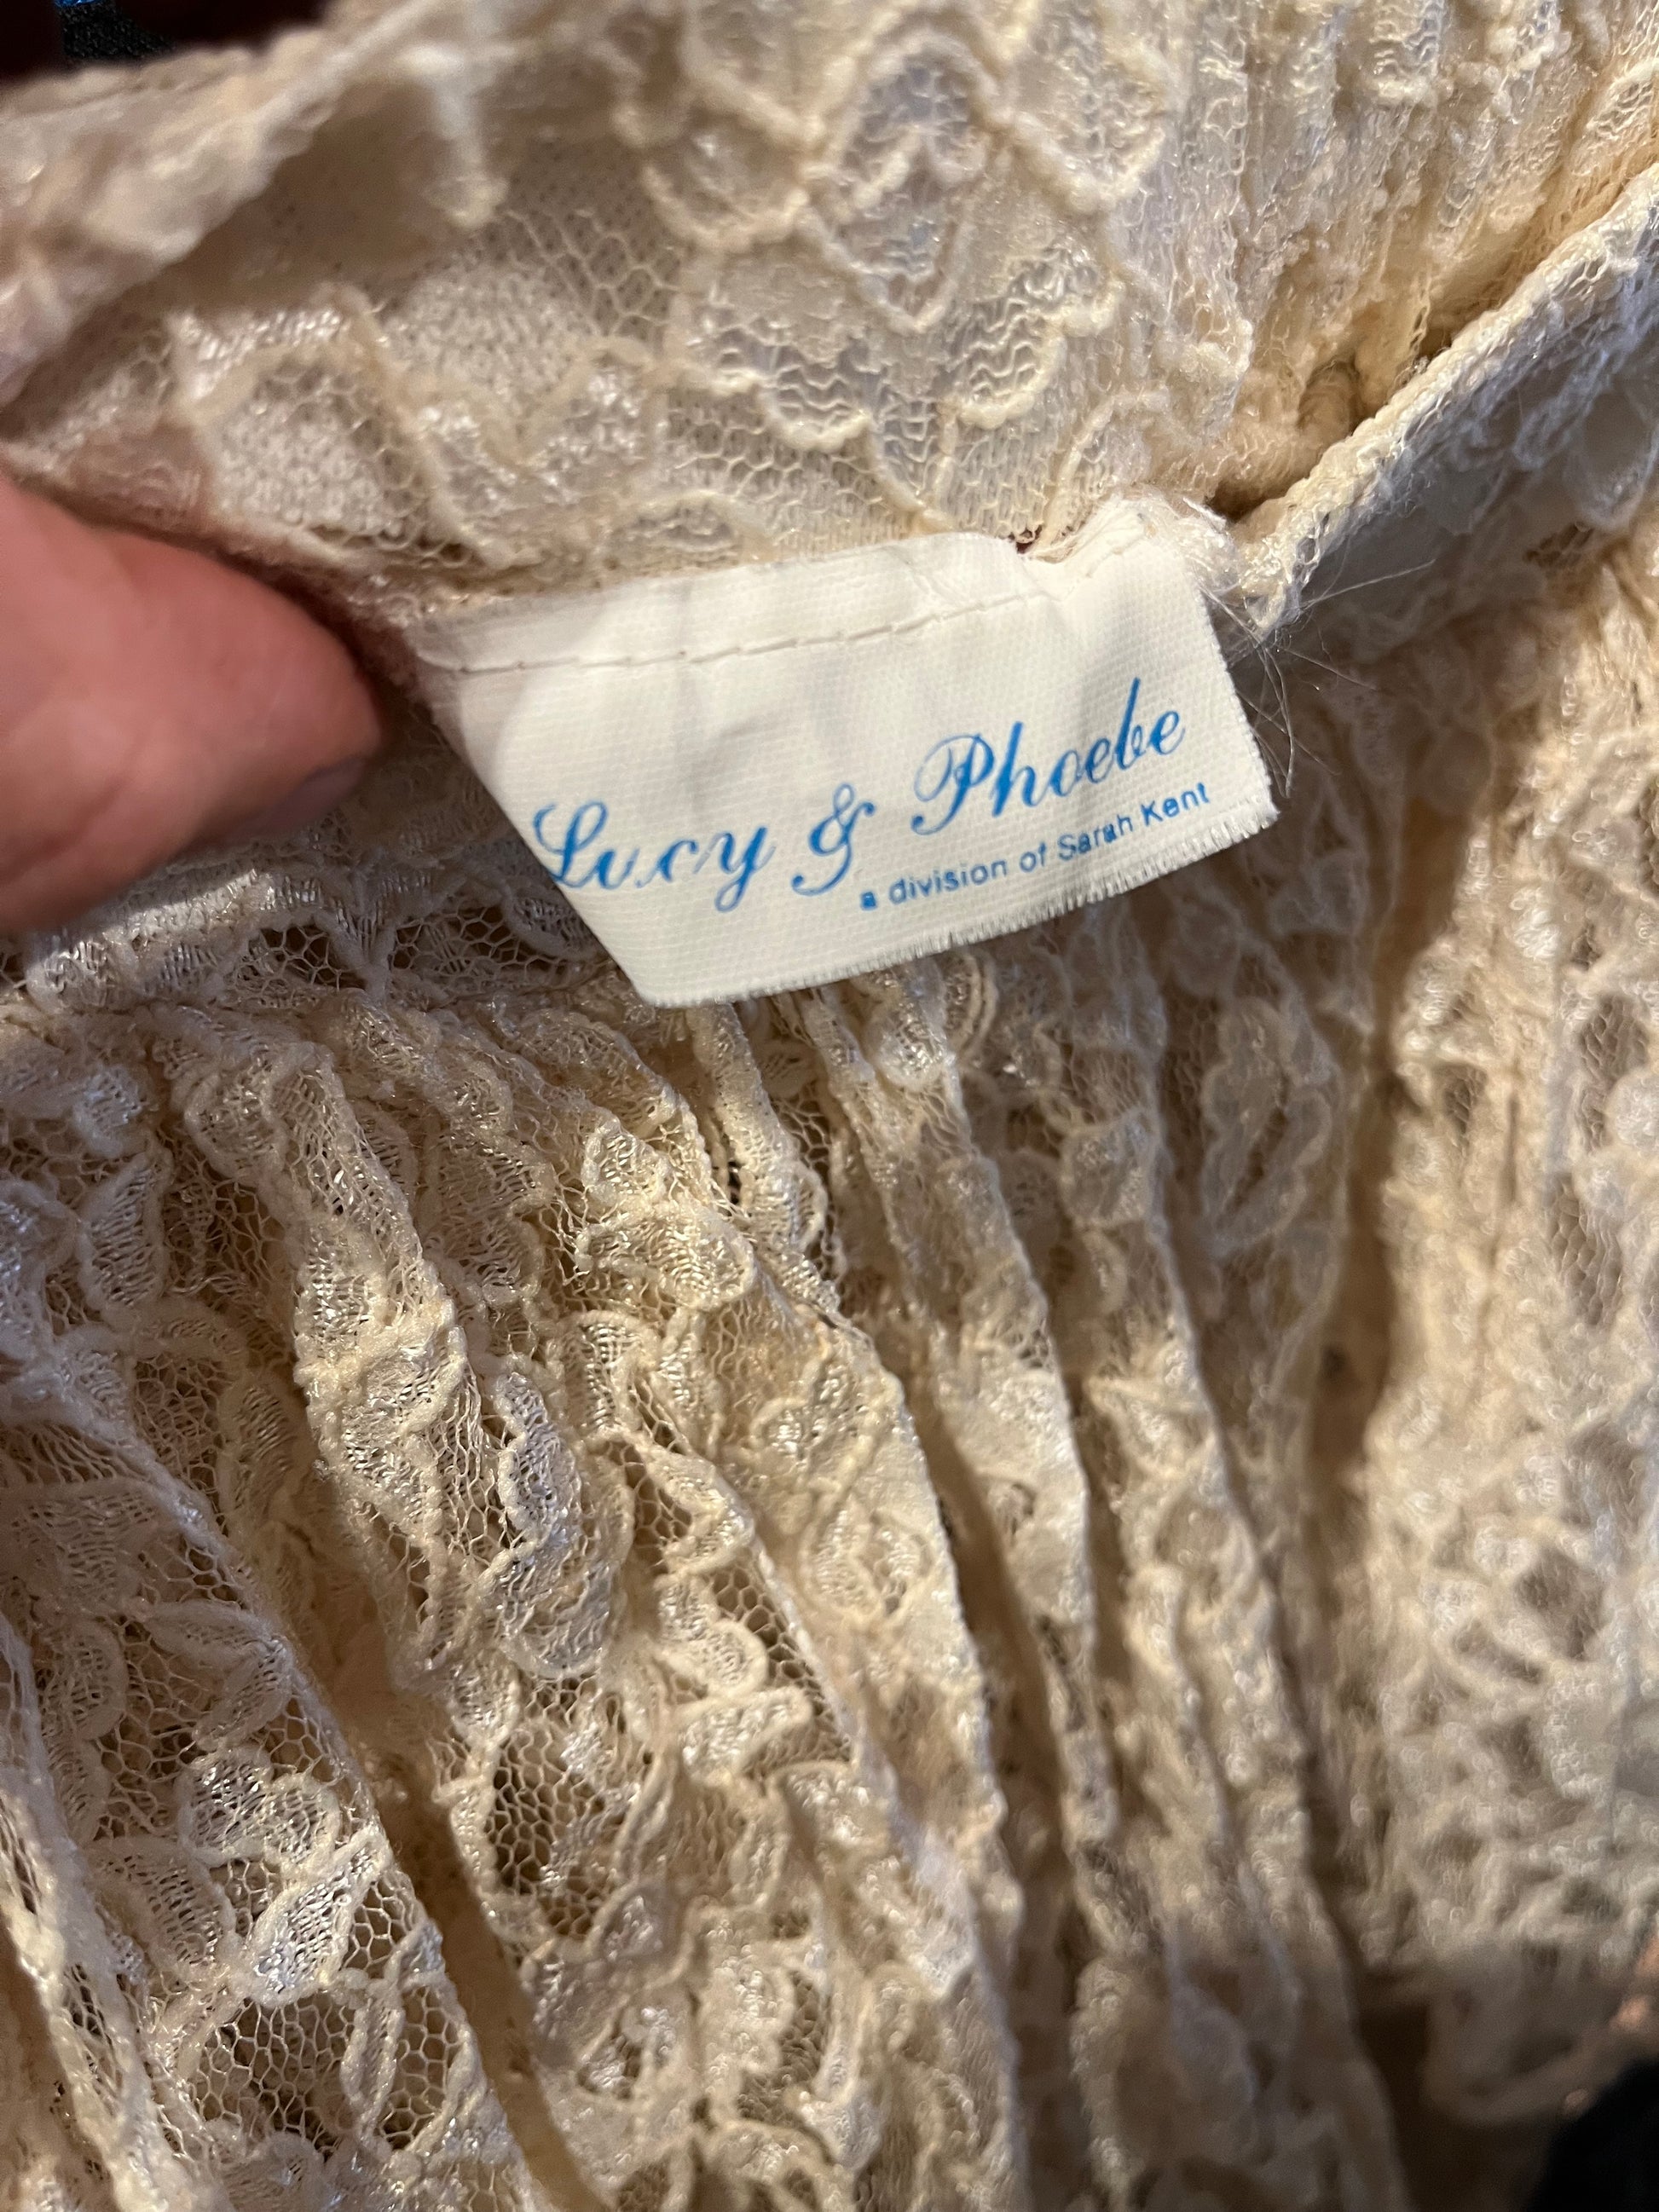 Lucy & Phoebe
a division of Sarah Kent